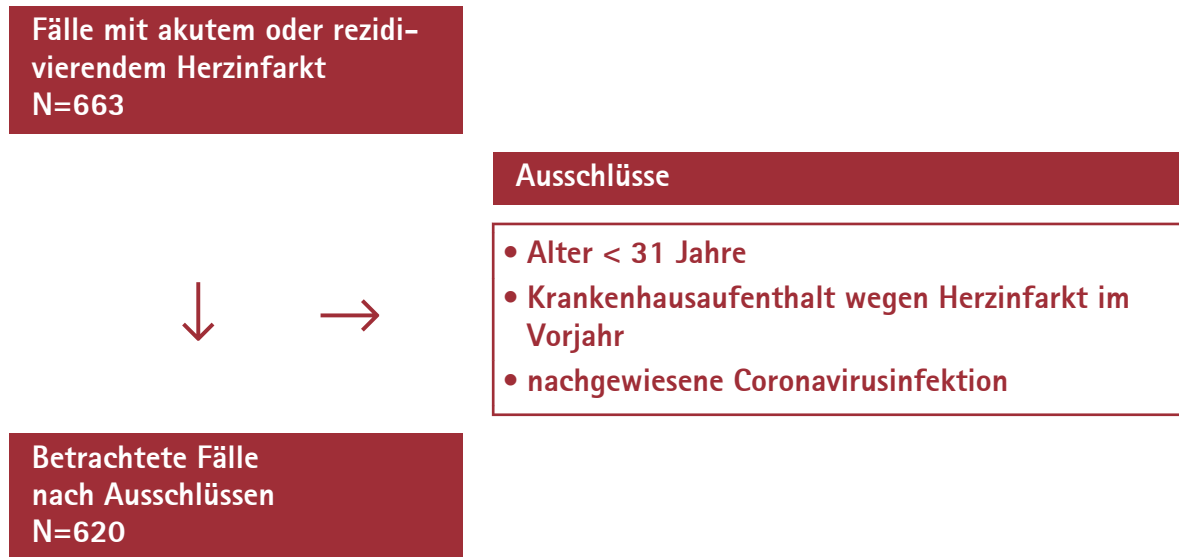 Fälle mit akutem oder rezidi-
vierendem Herzinfarkt
N=663
Ausschlüsse
• Alter < 31 Jahre
• Krankenhausaufenthalt wegen Herzinfarkt im
Vorjahr
• nachgewiesene Coronavirusinfektion
Betrachtete Fälle
nach Ausschlüssen
N=620